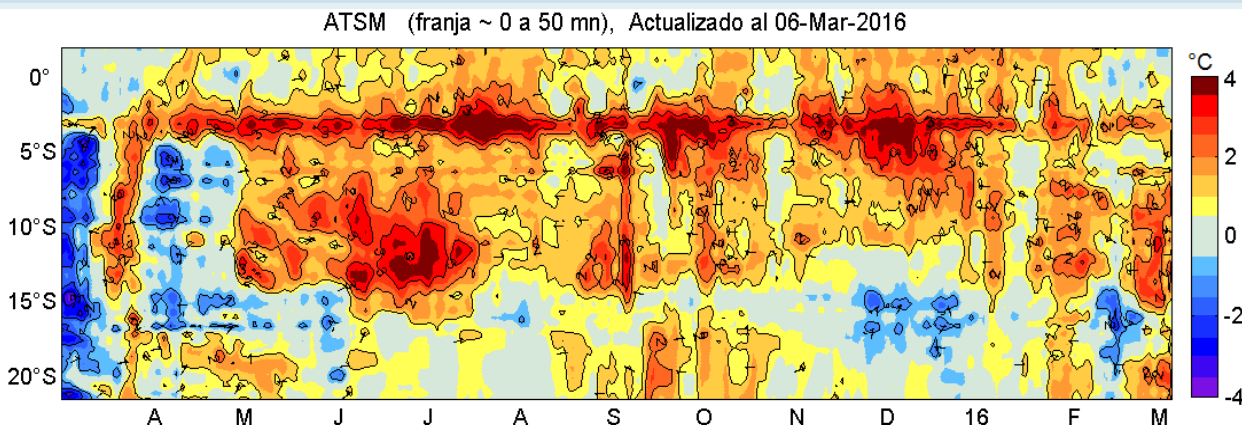 ATSM (franja ~ 0 a 50 mn), Actualizado al 06-Mar-2016
°C
0°
5°S
10°S
15°S
20°S
4
2
0
-2
-4
A M J J A S O N D 16 F M